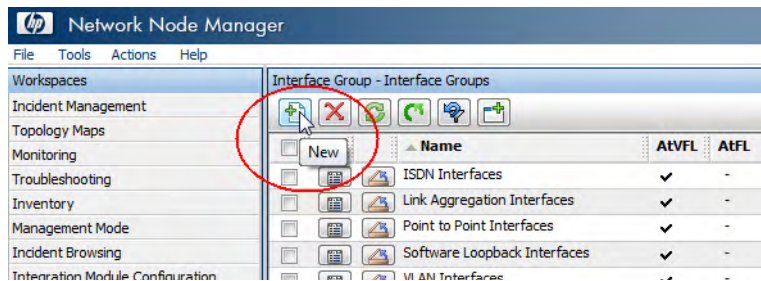 hp Network Node Manager
File Tools Actions Help
Workspaces
Interface Group - Interface Groups
Incident Management
Topology Maps
Monitoring
New
Name AtVFL AtFL
Troubleshooting
ISDN Interfaces -
Inventory
Link Aggregation Interfaces -
Management Mode
Point to Point Interfaces -
Incident Browsing
Software Loopback Interfaces -
Integration Module Configuration
VLAN Interfaces